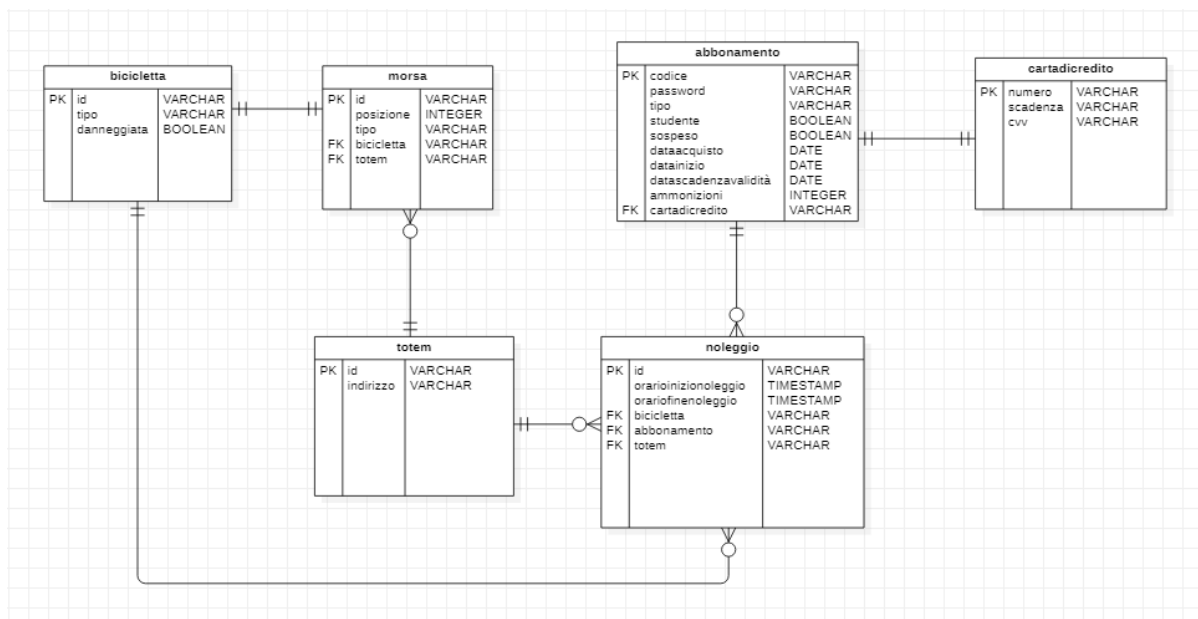 bicicletta
PK id VARCHAR
tipo VARCHAR
danneggiata BOOLEAN
morsa
PK id VARCHAR
posizione INTEGER
tipo VARCHAR
FK bicicletta VARCHAR
FK totem VARCHAR
abbonamento
PK codice VARCHAR
password VARCHAR
tipo VARCHAR
studente BOOLEAN
sospeso BOOLEAN
dataacquisto DATE
datainizio DATE
datascadenzavalidità DATE
ammonizioni INTEGER
FK cartadicredito VARCHAR
cartadicredito
PK numero VARCHAR
scadenza VARCHAR
cvv VARCHAR
totem
PK id VARCHAR
indirizzo VARCHAR
noleggio
PK id VARCHAR
orarioinizionoleggio TIMESTAMP
orariofinenoleggio TIMESTAMP
FK bicicletta VARCHAR
FK abbonamento VARCHAR
FK totem VARCHAR